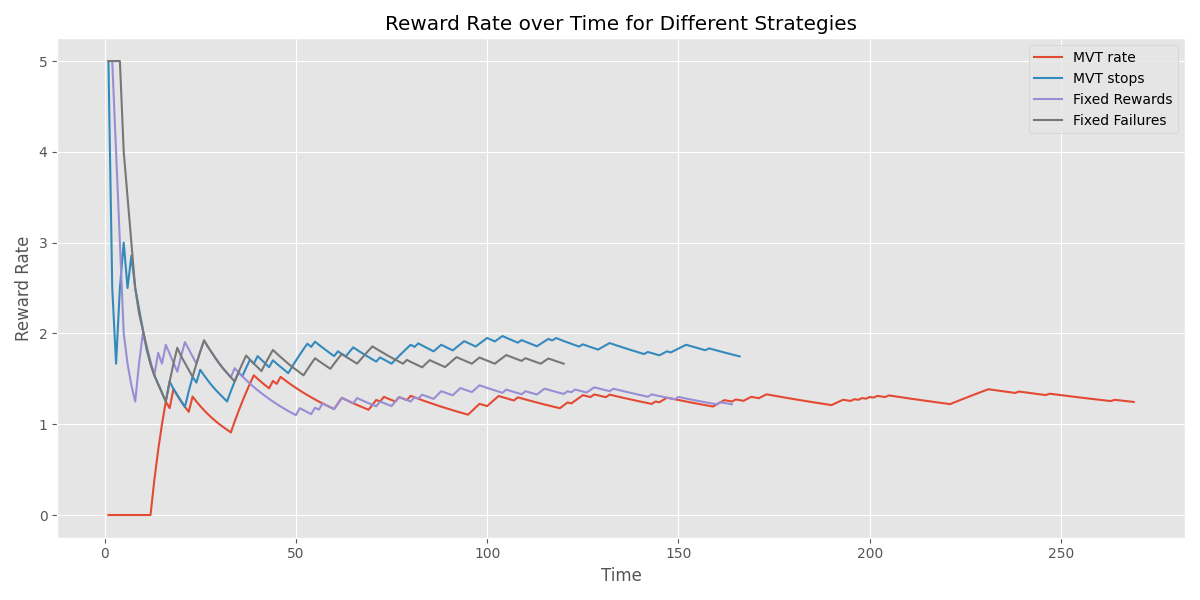 Reward Rate over Time for Different Strategies
MVT rate
MVT stops
Fixed Rewards
Fixed Failures
Reward Rate
5
4
3
2
1
0
0 50 100 150 200 250
Time